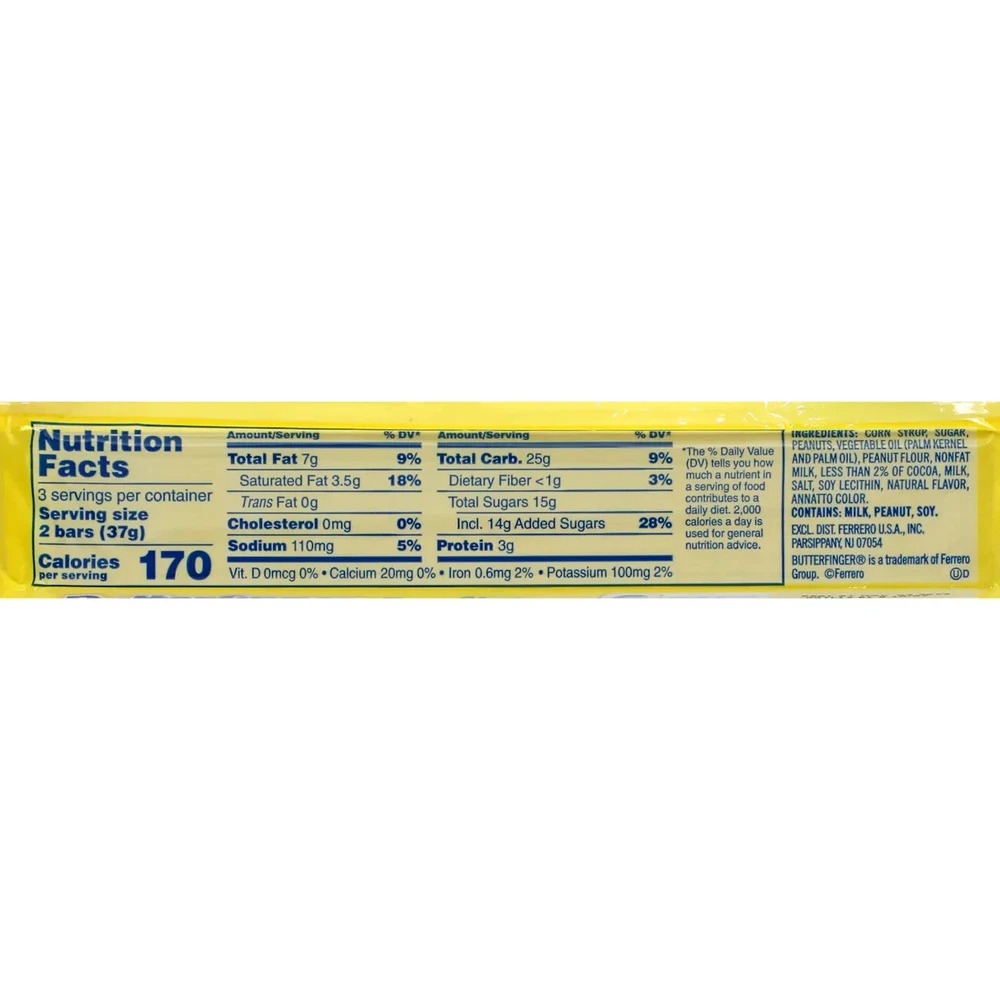 Nutrition
Facts
3 servings per container
Serving size
2 bars (37g)
Calories
per serving
170
Amount/Serving % DV*
Total Fat 7g 9%
Saturated Fat 3.5g 18%
Trans Fat 0g
Cholesterol 0mg 0%
Sodium 110mg 5%
Amount/Serving % DV*
Total Carb. 25g 9%
Dietary Fiber <1g 3%
Total Sugars 15g
Incl. 14g Added Sugars 28%
Protein 3g
Vit. D 0mcg 0% • Calcium 20mg 0% • Iron 0.6mg 2% • Potassium 100mg 2%
*The % Daily Value
(DV) tells you how
much a nutrient in
a serving of food
contributes to a
daily diet. 2,000
calories a day is
used for general
nutrition advice.
INGREDIENTS: CORN SYRUP, SUGAR,
PEANUTS, VEGETABLE OIL (PALM KERNEL
AND PALM OIL), PEANUT FLOUR, NONFAT
MILK, LESS THAN 2% OF COCOA, MILK,
SALT, SOY LECITHIN, NATURAL FLAVOR,
ANNATTO COLOR.
CONTAINS: MILK, PEANUT, SOY.
EXCL. DIST. FERRERO U.S.A., INC.
PARSIPPANY, NJ 07054
BUTTERFINGER® is a trademark of Ferrero
Group. ©Ferrero ⓊD